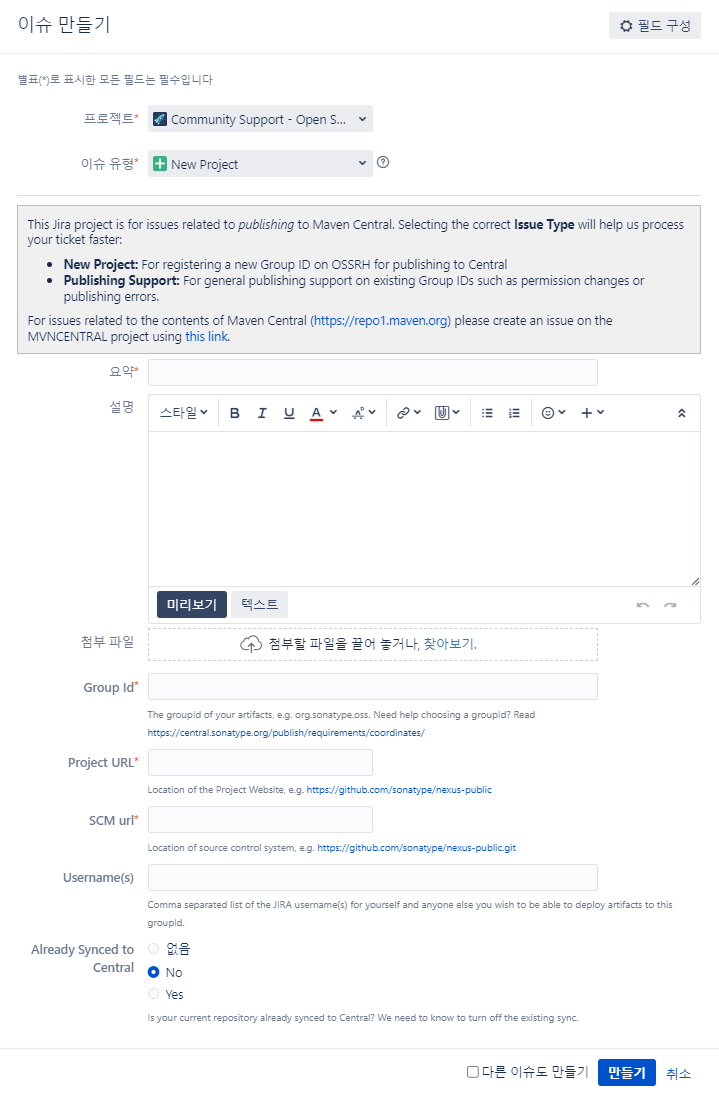 이슈 만들기
필드 구성
별표(*)로 표시한 모든 필드는 필수입니다
프로젝트*
Community Support - Open S...
이슈 유형*
New Project
This Jira project is for issues related to publishing to Maven Central. Selecting the correct Issue Type will help us process
your ticket faster:
• New Project: For registering a new Group ID on OSSRH for publishing to Central
• Publishing Support: For general publishing support on existing Group IDs such as permission changes or
publishing errors.
For issues related to the contents of Maven Central (https://repo1.maven.org) please create an issue on the
MVNCENTRAL project using this link.
요약*
설명
스타일 B I U A
미리보기 텍스트
첨부 파일
첨부할 파일을 끌어 놓거나, 찾아보기.
Group Id*
The groupId of your artifacts, e.g. org.sonatype.oss. Need help choosing a groupId? Read
https://central.sonatype.org/publish/requirements/coordinates/
Project URL*
Location of the Project Website, e.g. https://github.com/sonatype/nexus-public
SCM url*
Location of source control system, e.g. https://github.com/sonatype/nexus-public.git
Username(s)
Comma separated list of the JIRA username(s) for yourself and anyone else you wish to be able to deploy artifacts to this
groupId.
Already Synced to
Central
없음
No
Yes
Is your current repository already synced to Central? We need to know to turn off the existing sync.
다른 이슈도 만들기 만들기 취소